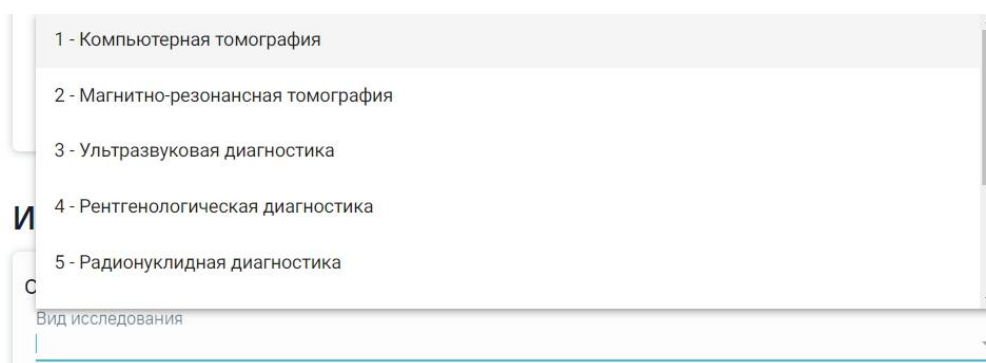 1 - Компьютерная томография
2 - Магнитно-резонансная томография
3 - Ультразвуковая диагностика
4 - Рентгенологическая диагностика
5 - Радионуклидная диагностика
Вид исследования